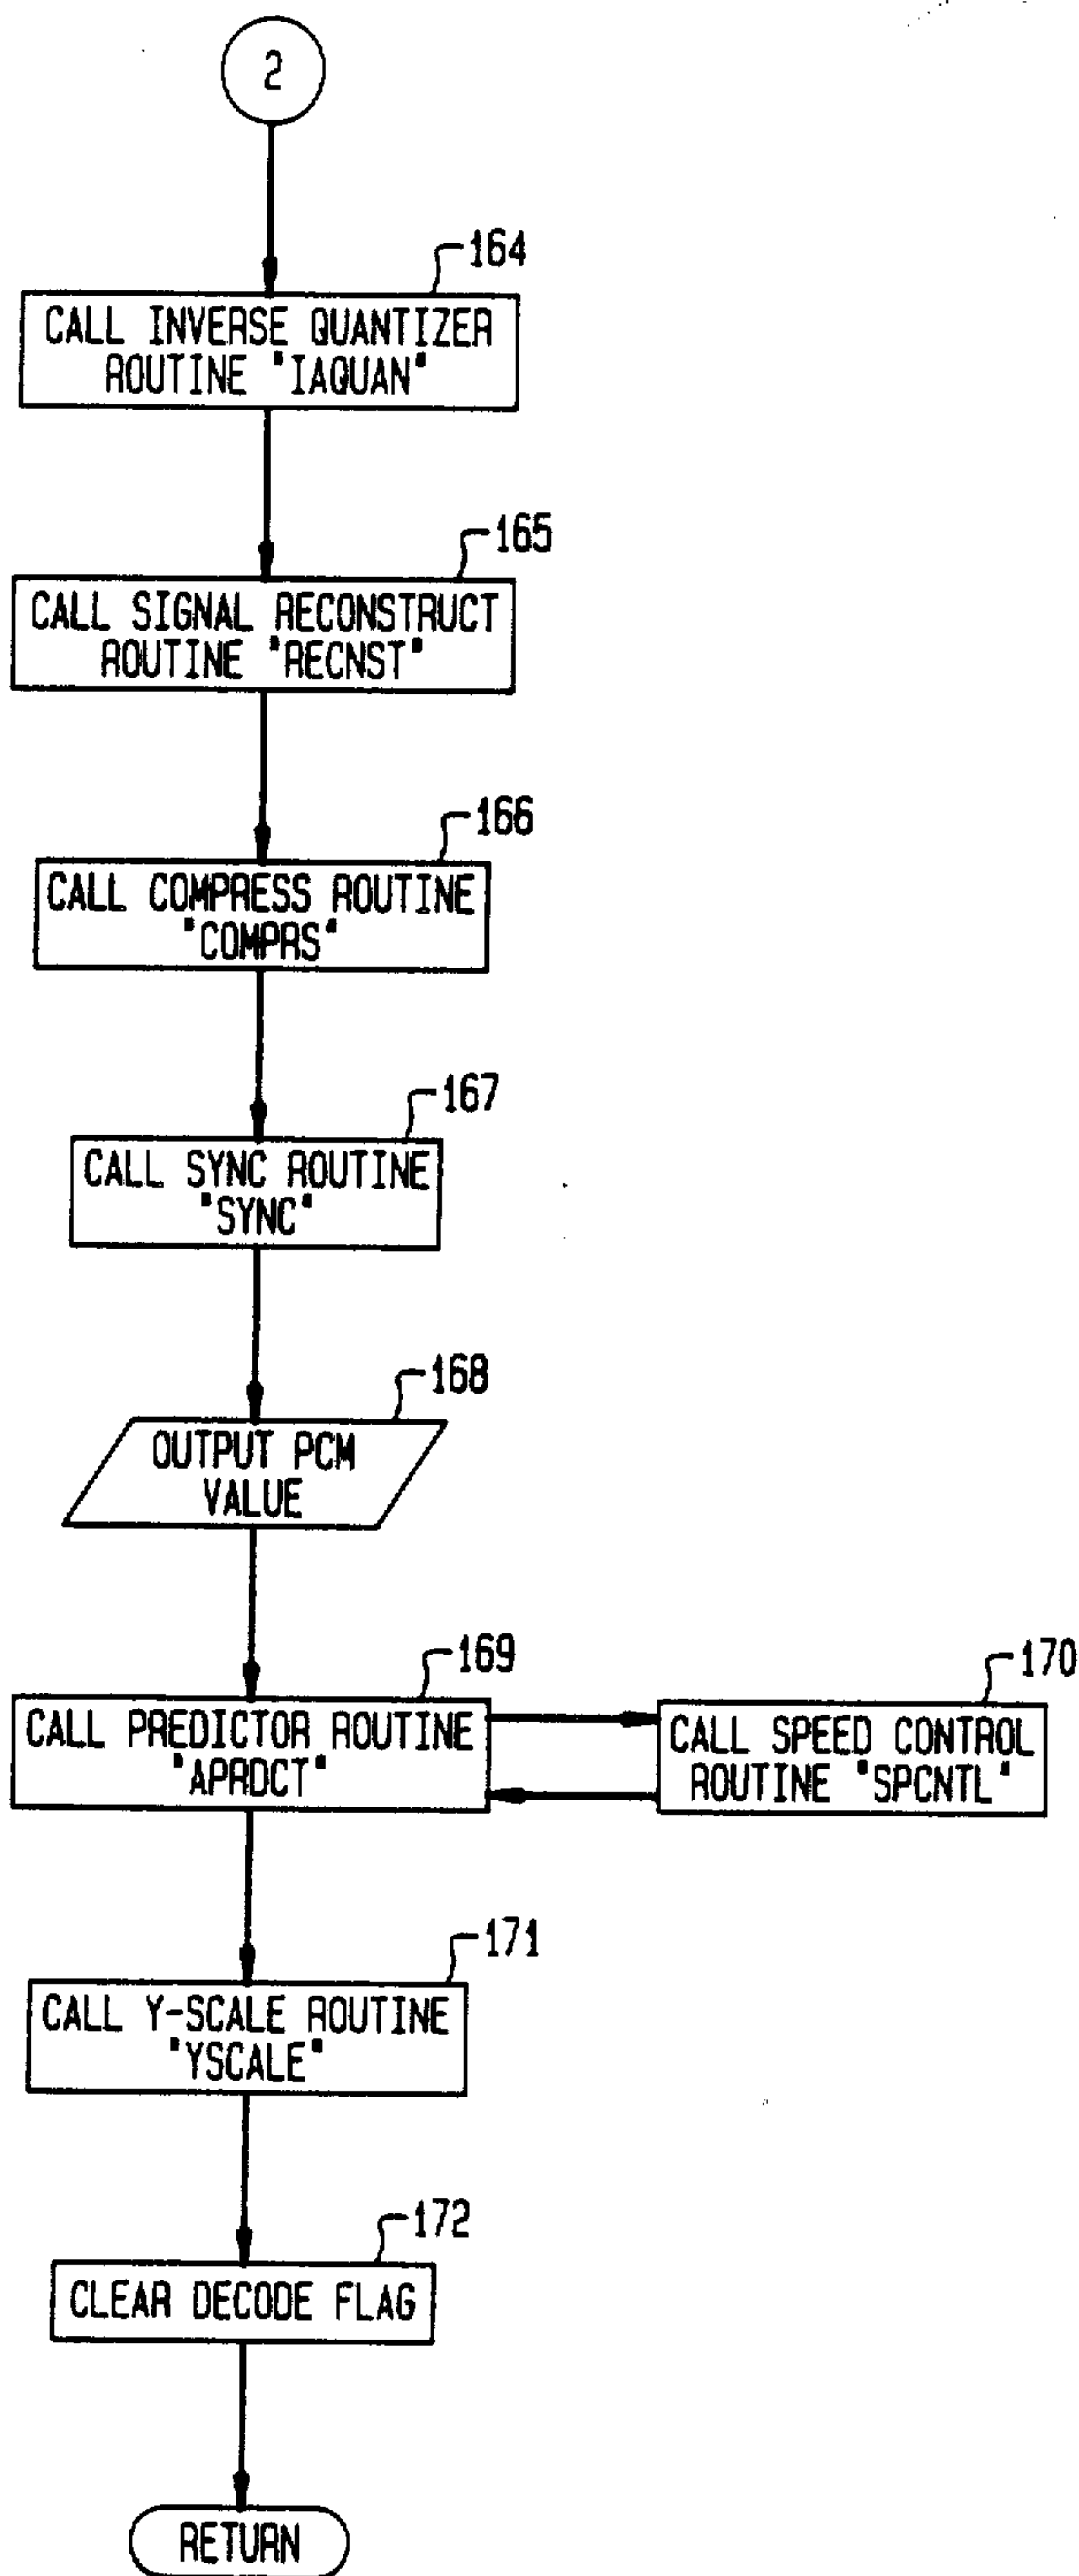 2
164
CALL INVERSE QUANTIZER
ROUTINE "IAQUAN"
165
CALL SIGNAL RECONSTRUCT
ROUTINE "RECNST"
166
CALL COMPRESS ROUTINE
"COMPRS"
167
CALL SYNC ROUTINE
"SYNC"
168
OUTPUT PCM
VALUE
169
CALL PREDICTOR ROUTINE
"APRDCT"
170
CALL SPEED CONTROL
ROUTINE "SPCNTL"
171
CALL Y-SCALE ROUTINE
"YSCALE"
172
CLEAR DECODE FLAG
RETURN